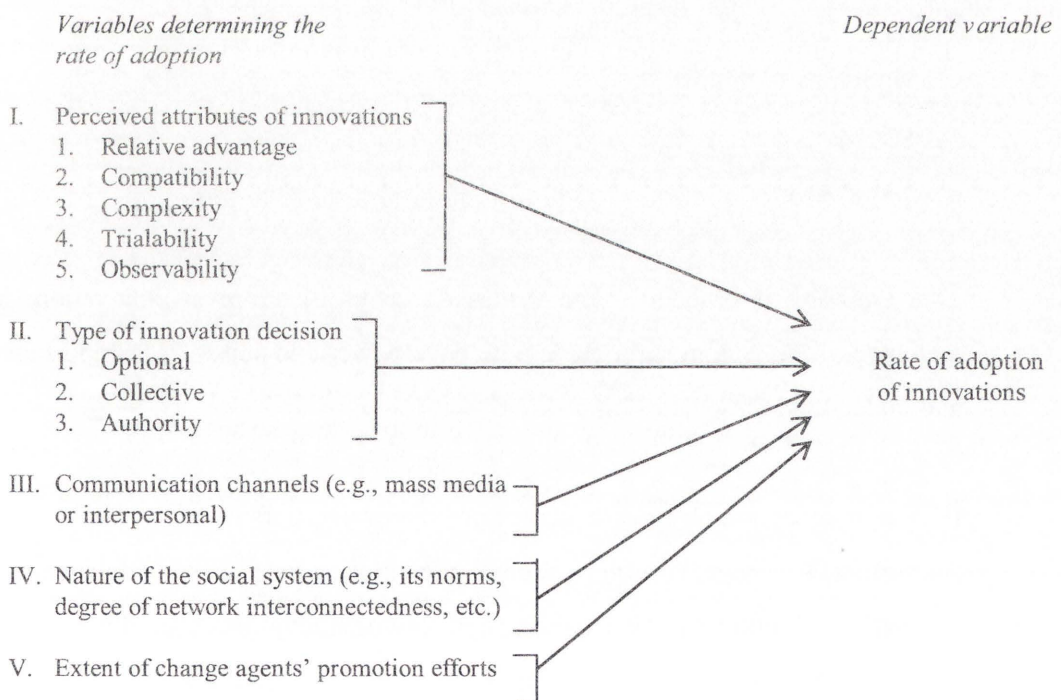 Variables determining the
rate of adoption
Dependent variable
I. Perceived attributes of innovations
1. Relative advantage
2. Compatibility
3. Complexity
4. Trialability
5. Observability
II. Type of innovation decision
1. Optional
2. Collective
3. Authority
Rate of adoption
of innovations
III. Communication channels (e.g., mass media
or interpersonal)
IV. Nature of the social system (e.g., its norms,
degree of network interconnectedness, etc.)
V. Extent of change agents’ promotion efforts